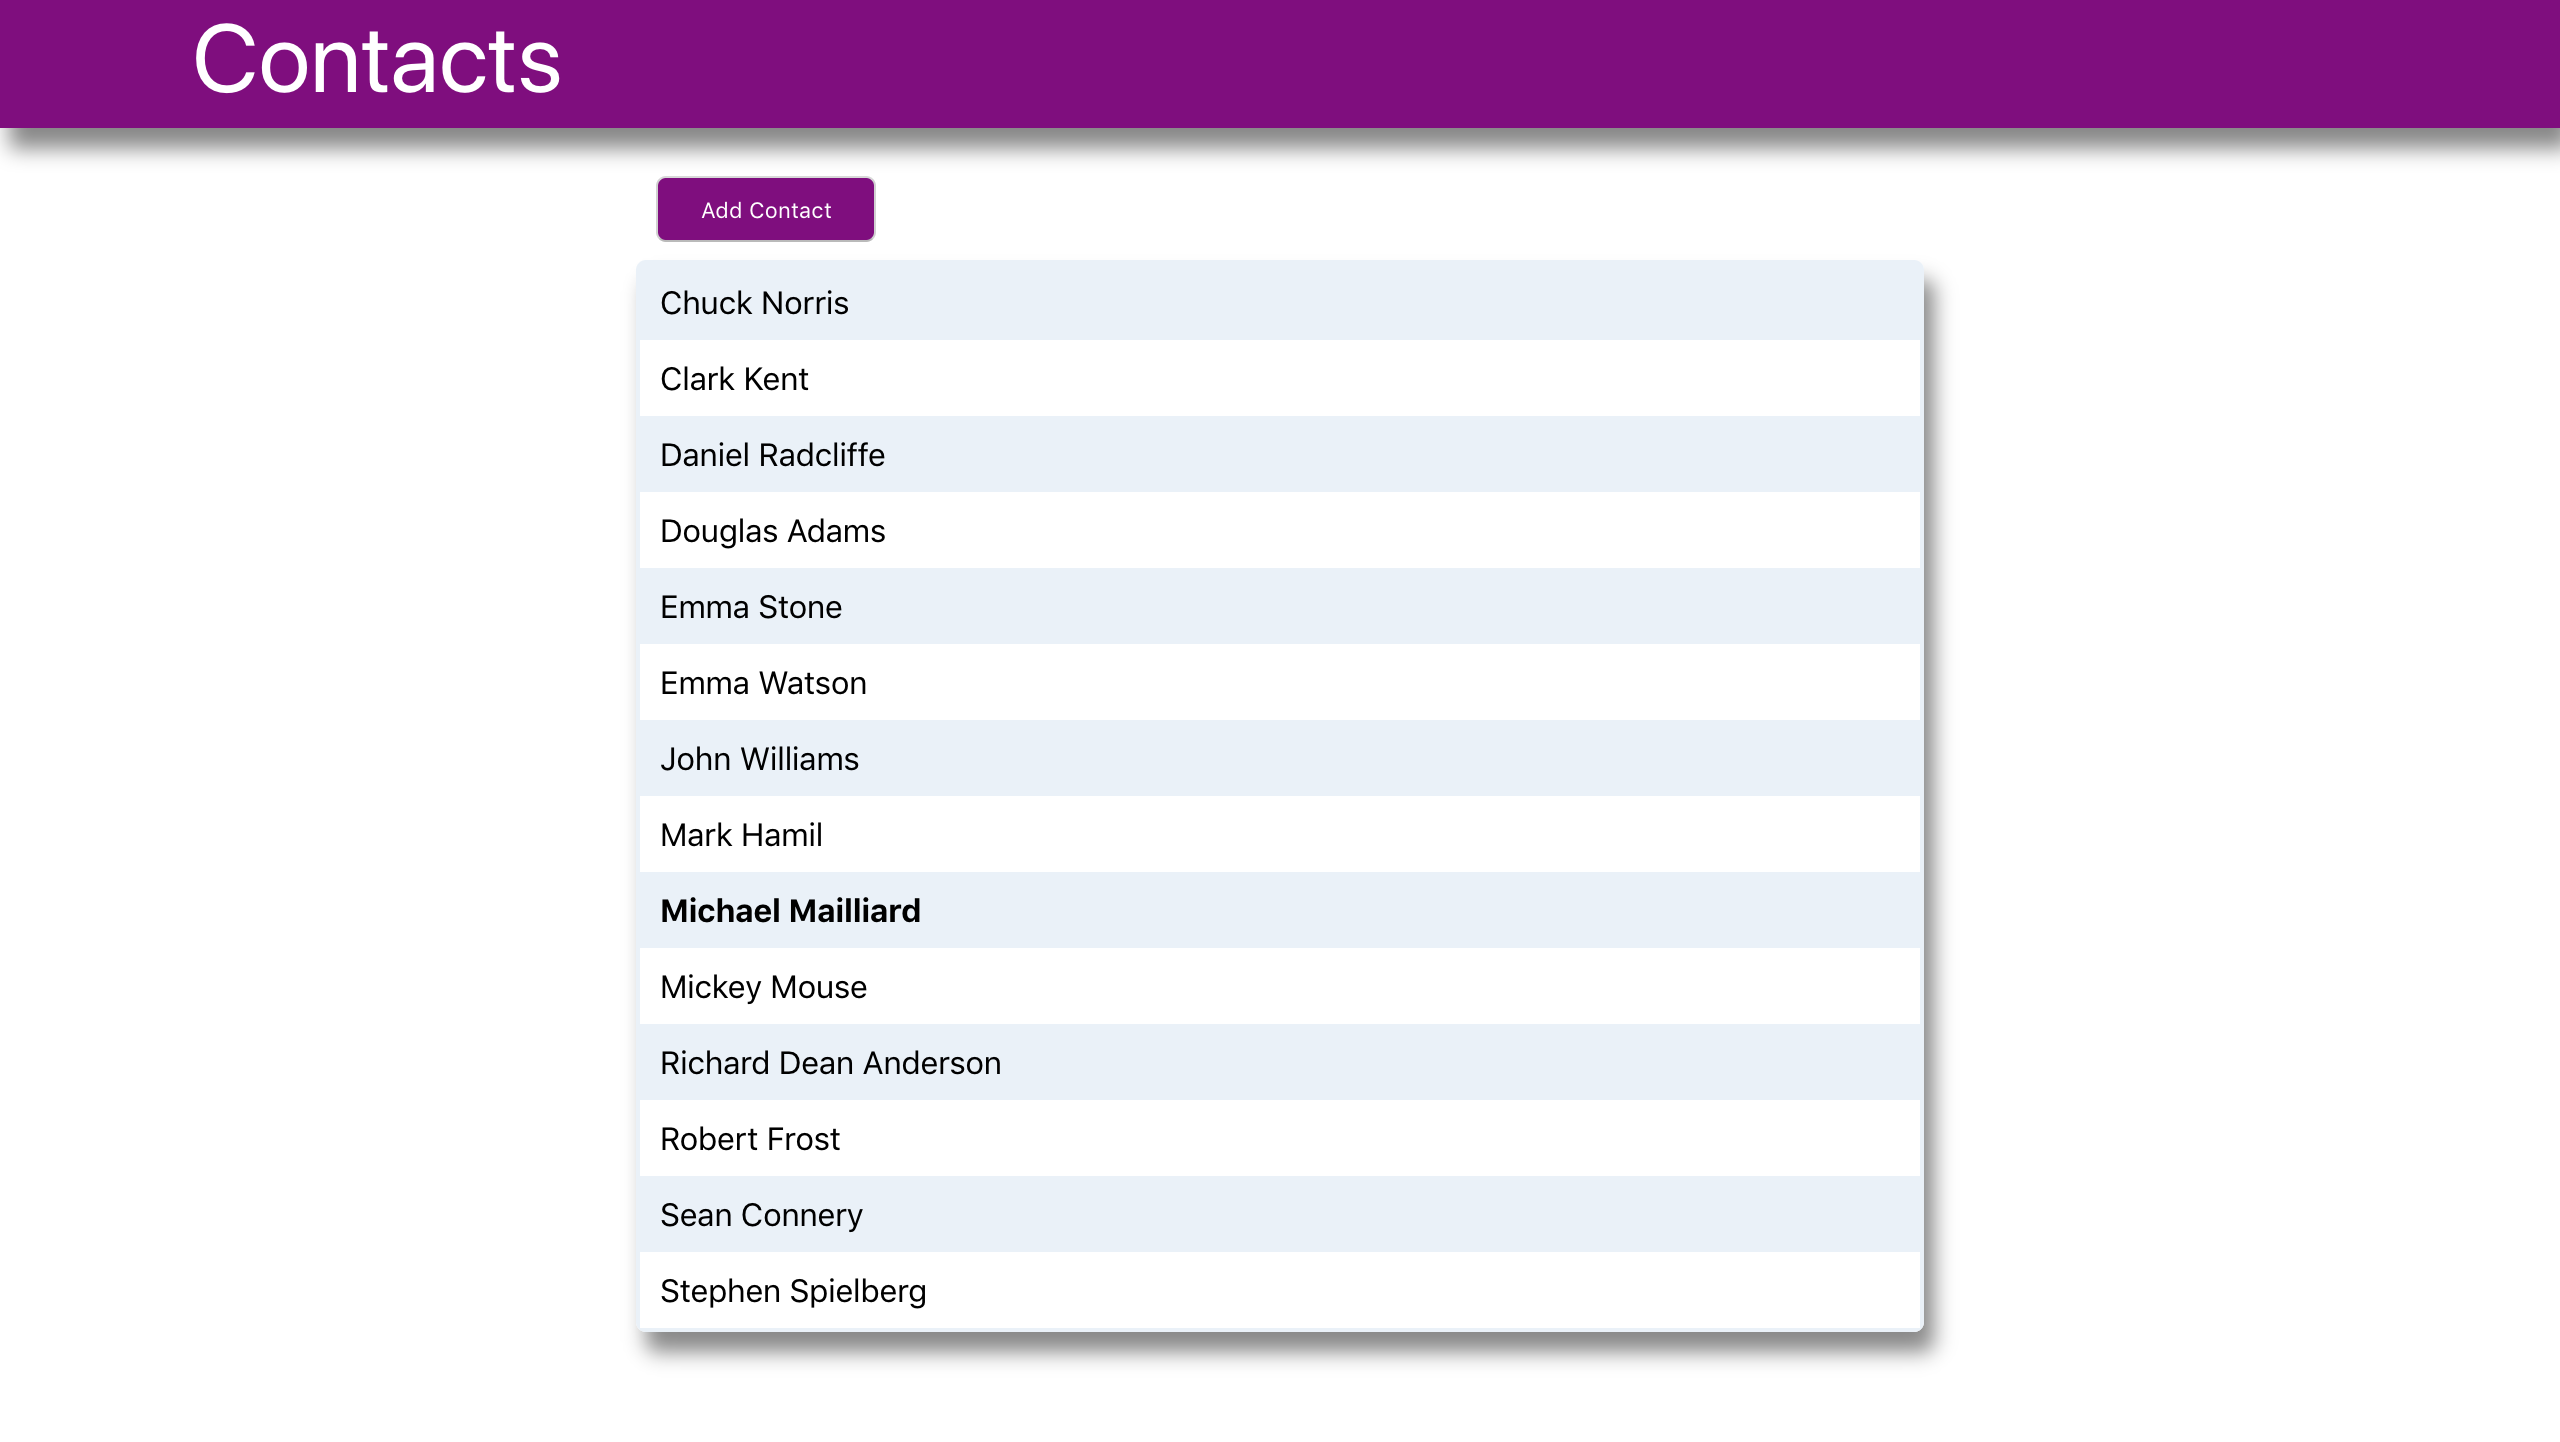 Contacts
Add Contact
Chuck Norris
Clark Kent
Daniel Radcliffe
Douglas Adams
Emma Stone
Emma Watson
John Williams
Mark Hamil
Michael Mailliard
Mickey Mouse
Richard Dean Anderson
Robert Frost
Sean Connery
Stephen Spielberg